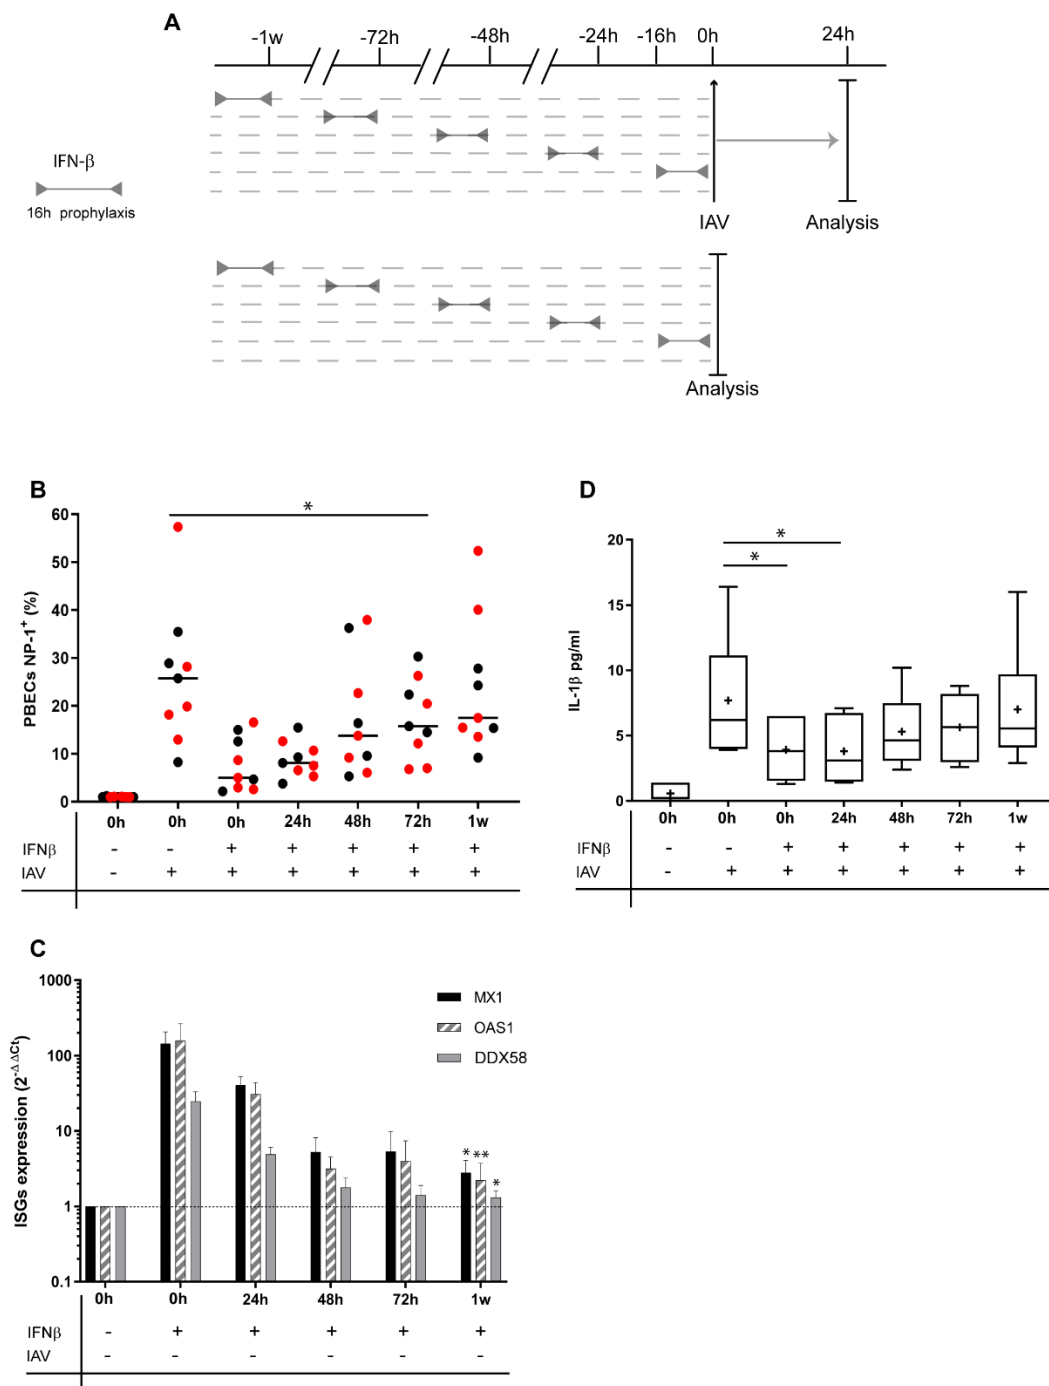 A
-1w -72h -48h -24h -16h 0h 24h
IFN-β
16h prophylaxis
IAV Analysis
Analysis
B
*
PBECs NP-1+ (%)
60
50
40
30
20
10
0
0h 0h 0h 24h 48h 72h 1w
IFNβ - - + + + + +
IAV - + + + + + +
D
*
*
IL-1β pg/ml
20
15
10
5
0
0h 0h 0h 24h 48h 72h 1w
IFNβ - - + + + + +
IAV - + + + + + +
C
ISGs expression (2-ΔΔCt)
1000
100
10
1
0.1
MX1
OAS1
DDX58
* ** *
0h 0h 24h 48h 72h 1w
IFNβ - + + + + +
IAV - - - - - -